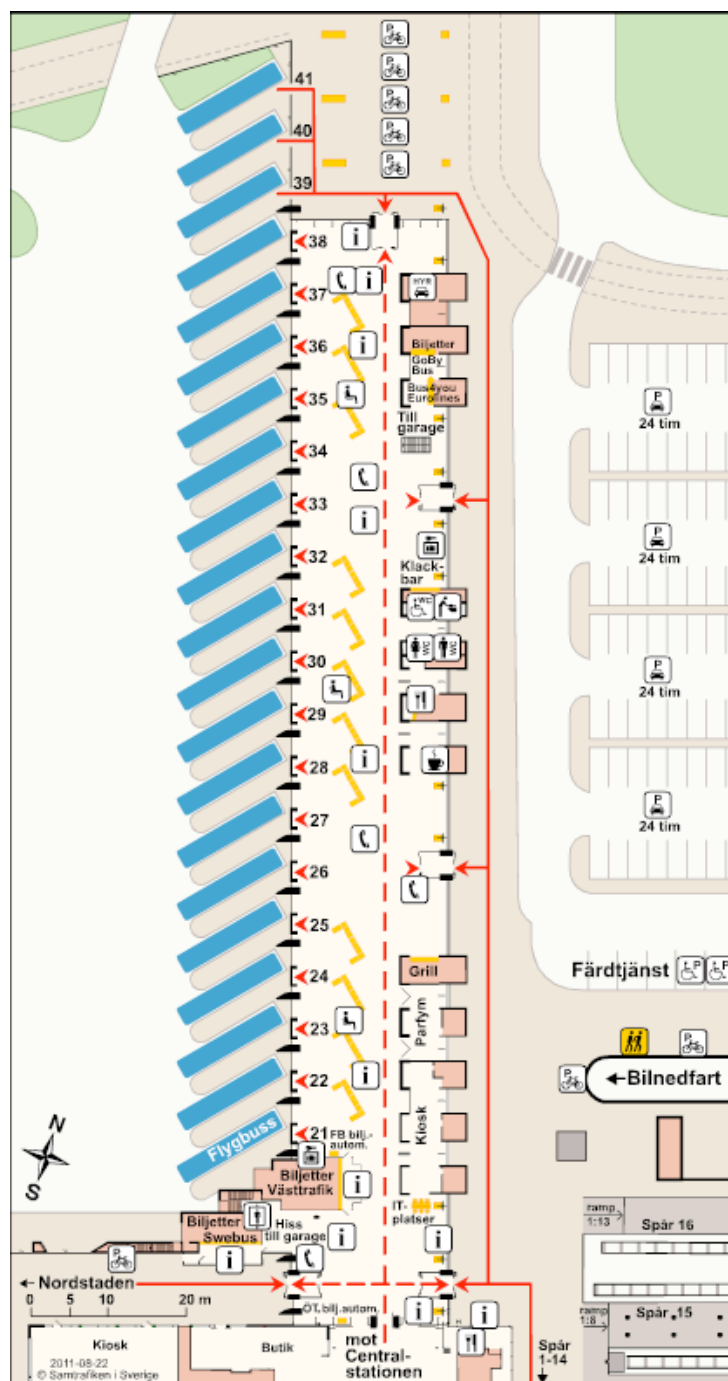 41
40
39
38
37
HYR
36
Biljetter
GoBy
Bus
35
Bus4you
Eurolines
Till
garage
34
P
24 tim
33
32
Klack-
bar
P
24 tim
31
WC
30
WC
WC
29
P
24 tim
28
27
P
24 tim
26
25
24
Grill
Färdtjänst
P
P
23
Parfym
22
←Bilnedfart
Kiosk
21
FB bilj.-
autom.
Flygbuss
N
S
Biljetter
Västtrafik
IT-
platser
Biljetter
Swebus
Hiss
till garage
ramp
1:13
Spår 16
← Nordstaden
0 5 10 20 m
ÖT. bilj.autom.
ramp
1:8
Spår 15
Kiosk
Butik
mot
Central-
stationen
Spår
1-14
2011-08-22
© Samtrafiken i Sverige